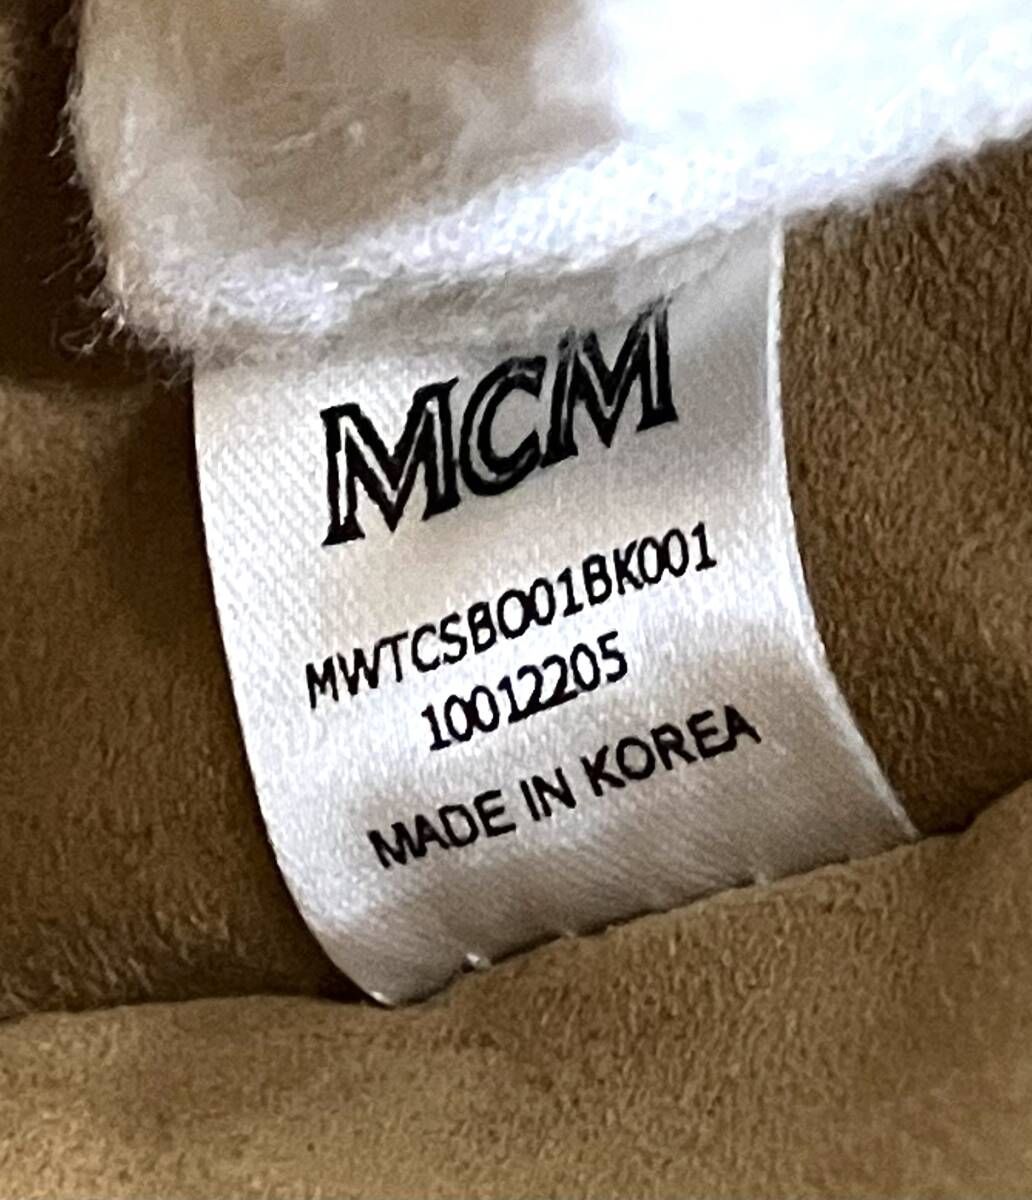 MCM
MWTCSBO01BK001
10012205
MADE IN KOREA